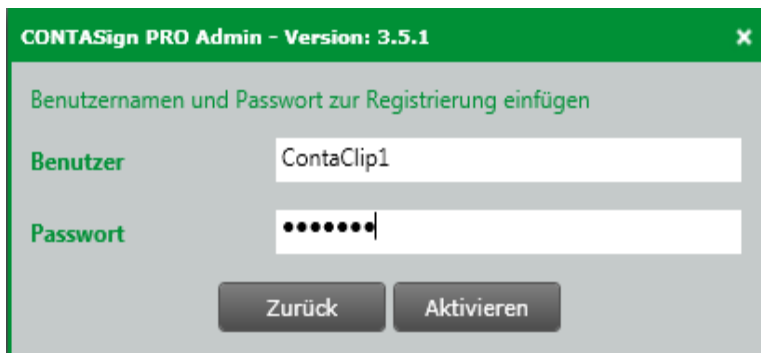 CONTASign PRO Admin - Version: 3.5.1
Benutzernamen und Passwort zur Registrierung einfügen
Benutzer ContaClip1
Passwort •••••••
Zurück Aktivieren